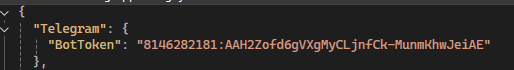 {
"Telegram": {
"BotToken": "8146282181:AAH2Zofd6gVXgMyCLjnfCk-MunmKhwJeiAE"
},